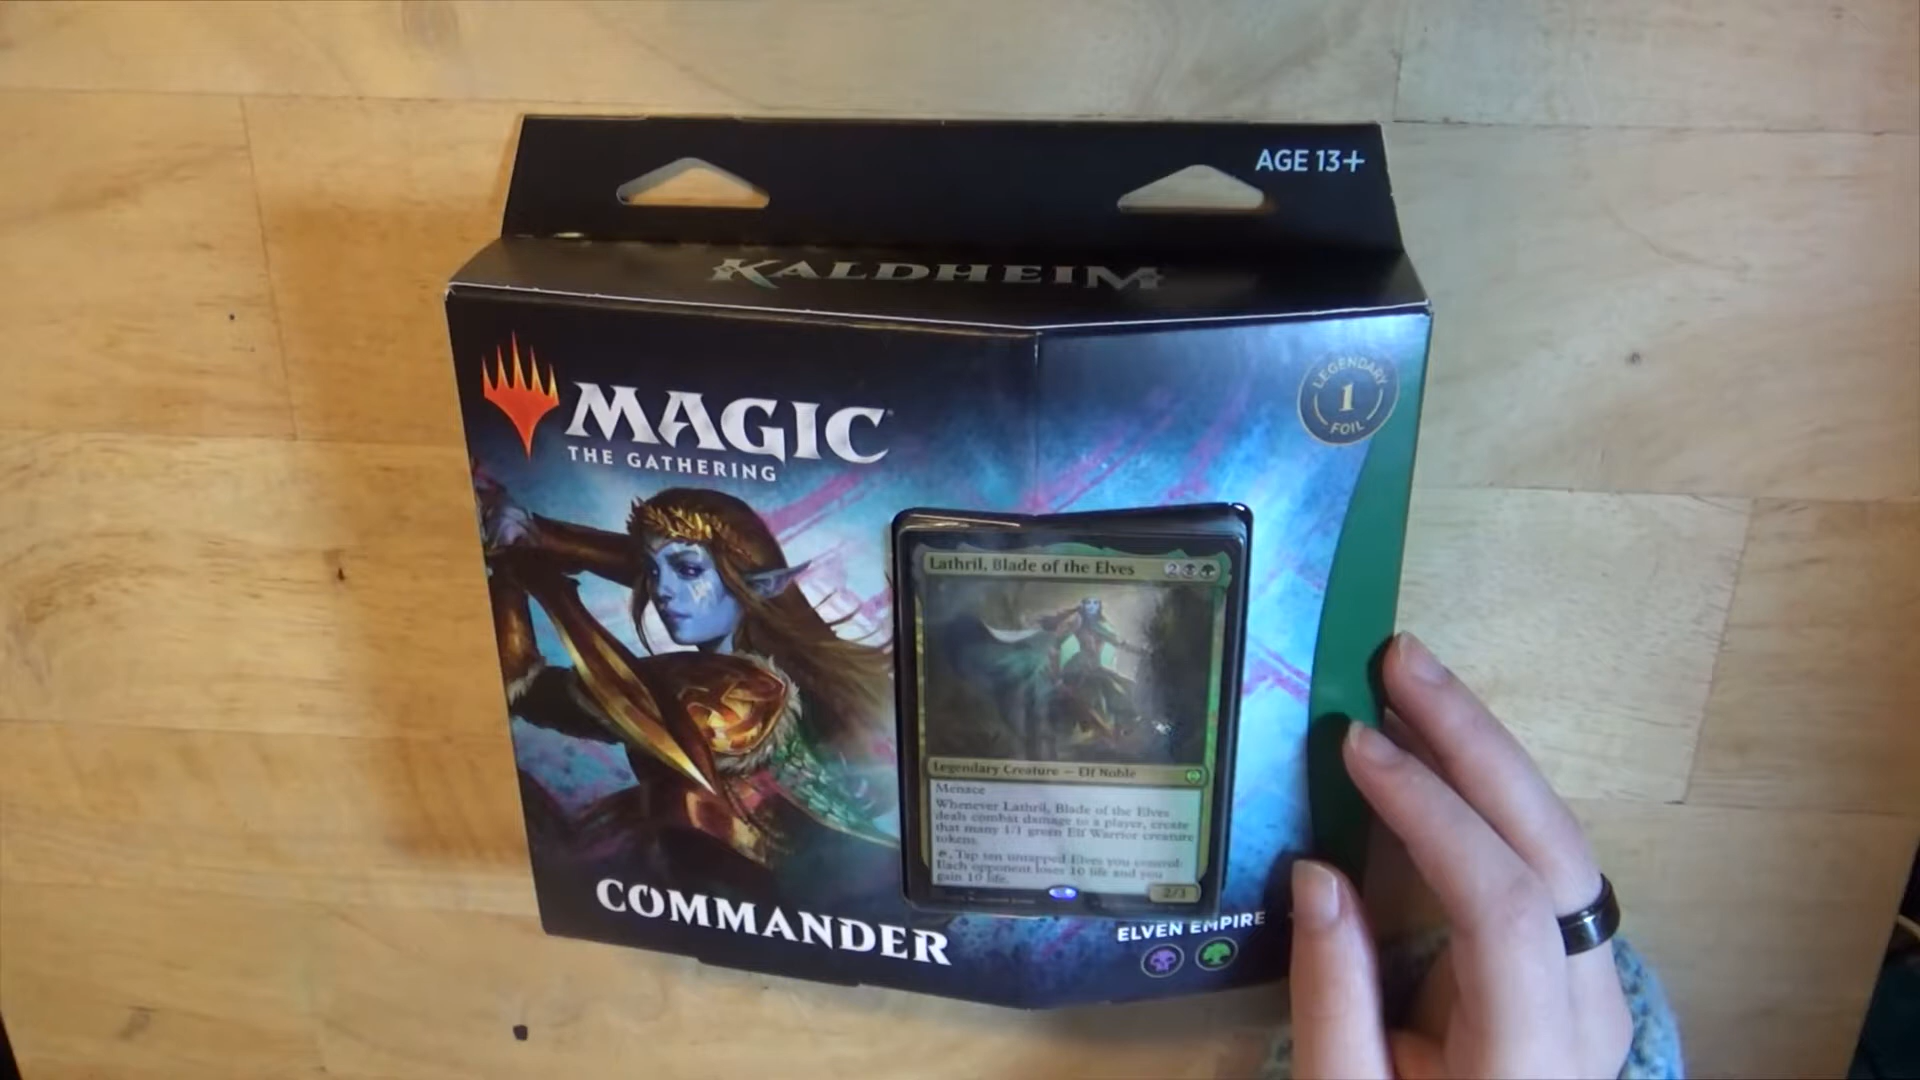 AGE 13+
KALDHEIM
MAGIC
THE GATHERING
LEGENDARY
1
FOIL
Lathril, Blade of the Elves 2
Legendary Creature — Elf Noble
Menace
Whenever Lathril, Blade of the Elves
deals combat damage to a player, create
that many 1/1 green Elf Warrior creature
tokens.
, Tap ten untapped Elves you control:
Each opponent loses 10 life and you
gain 10 life.
2/3
COMMANDER
ELVEN EMPIRE